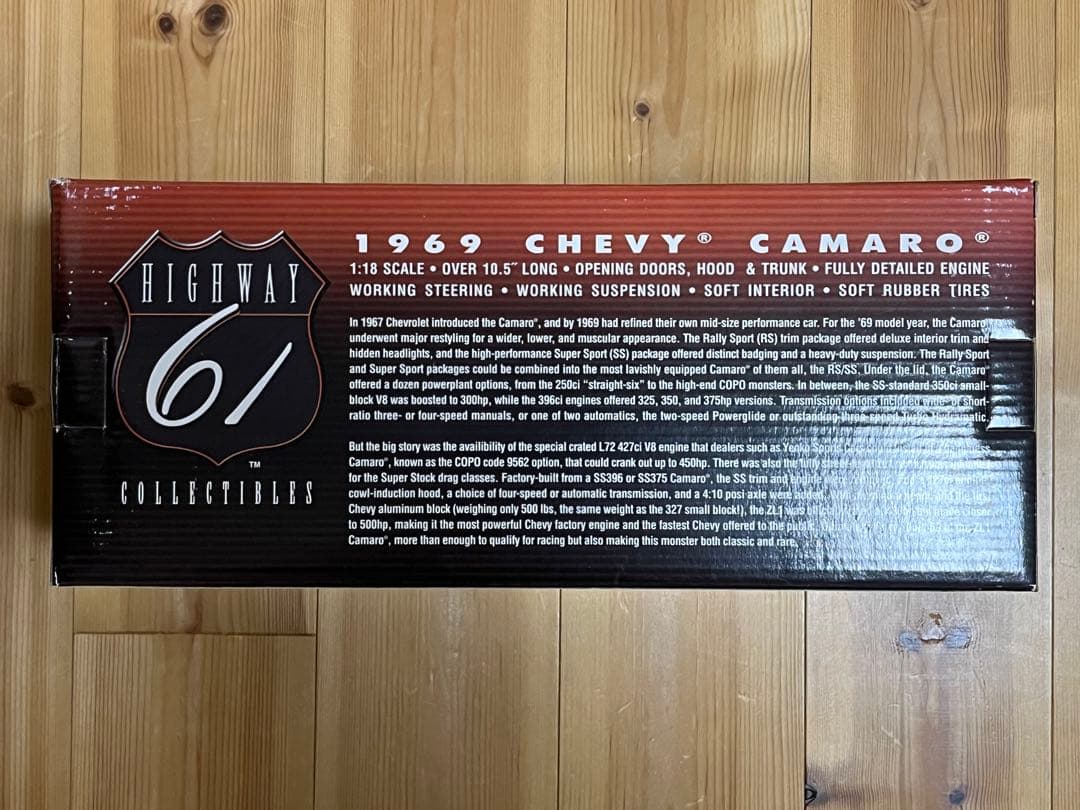 HIGHWAY
61
TM
COLLECTIBLES
1969 CHEVY® CAMARO®
1:18 SCALE • OVER 10.5" LONG • OPENING DOORS, HOOD & TRUNK • FULLY DETAILED ENGINE
WORKING STEERING • WORKING SUSPENSION • SOFT INTERIOR • SOFT RUBBER TIRES
In 1967 Chevrolet introduced the Camaro®, and by 1969 had refined their own mid-size performance car. For the '69 model year, the Camaro®
underwent major restyling for a wider, lower, and muscular appearance. The Rally Sport (RS) trim package offered deluxe interior trim and
hidden headlights, and the high-performance Super Sport (SS) package offered distinct badging and a heavy-duty suspension. The Rally Sport
and Super Sport packages could be combined into the most lavishly equipped Camaro® of them all, the RS/SS. Under the lid, the Camaro®
offered a dozen powerplant options, from the 250ci "straight-six" to the high-end COPO monsters. In between, the SS-standard 350ci small-
block V8 was boosted to 300hp, while the 396ci engines offered 325, 350, and 375hp versions. Transmission options included wide- or short-
ratio three- or four-speed manuals, or one of two automatics, the two-speed Powerglide or outstanding three-speed Turbo Hydramatic.
But the big story was the availibility of the special crated L72 427ci V8 engine that dealers such as Yenko
Camaro®, known as the COPO code 9562 option, that could crank out up to 450hp. There was also the
for the Super Stock drag classes. Factory-built from a SS396 or SS375 Camaro®, the SS trim and engine
cowl-induction hood, a choice of four-speed or automatic transmission, and a 4:10 posi axle were added.
Chevy aluminum block (weighing only 500 lbs, the same weight as the 327 small block!), the ZL1 was closer
to 500hp, making it the most powerful Chevy factory engine and the fastest Chevy offered to the
Camaro®, more than enough to qualify for racing but also making this monster both classic and rare.